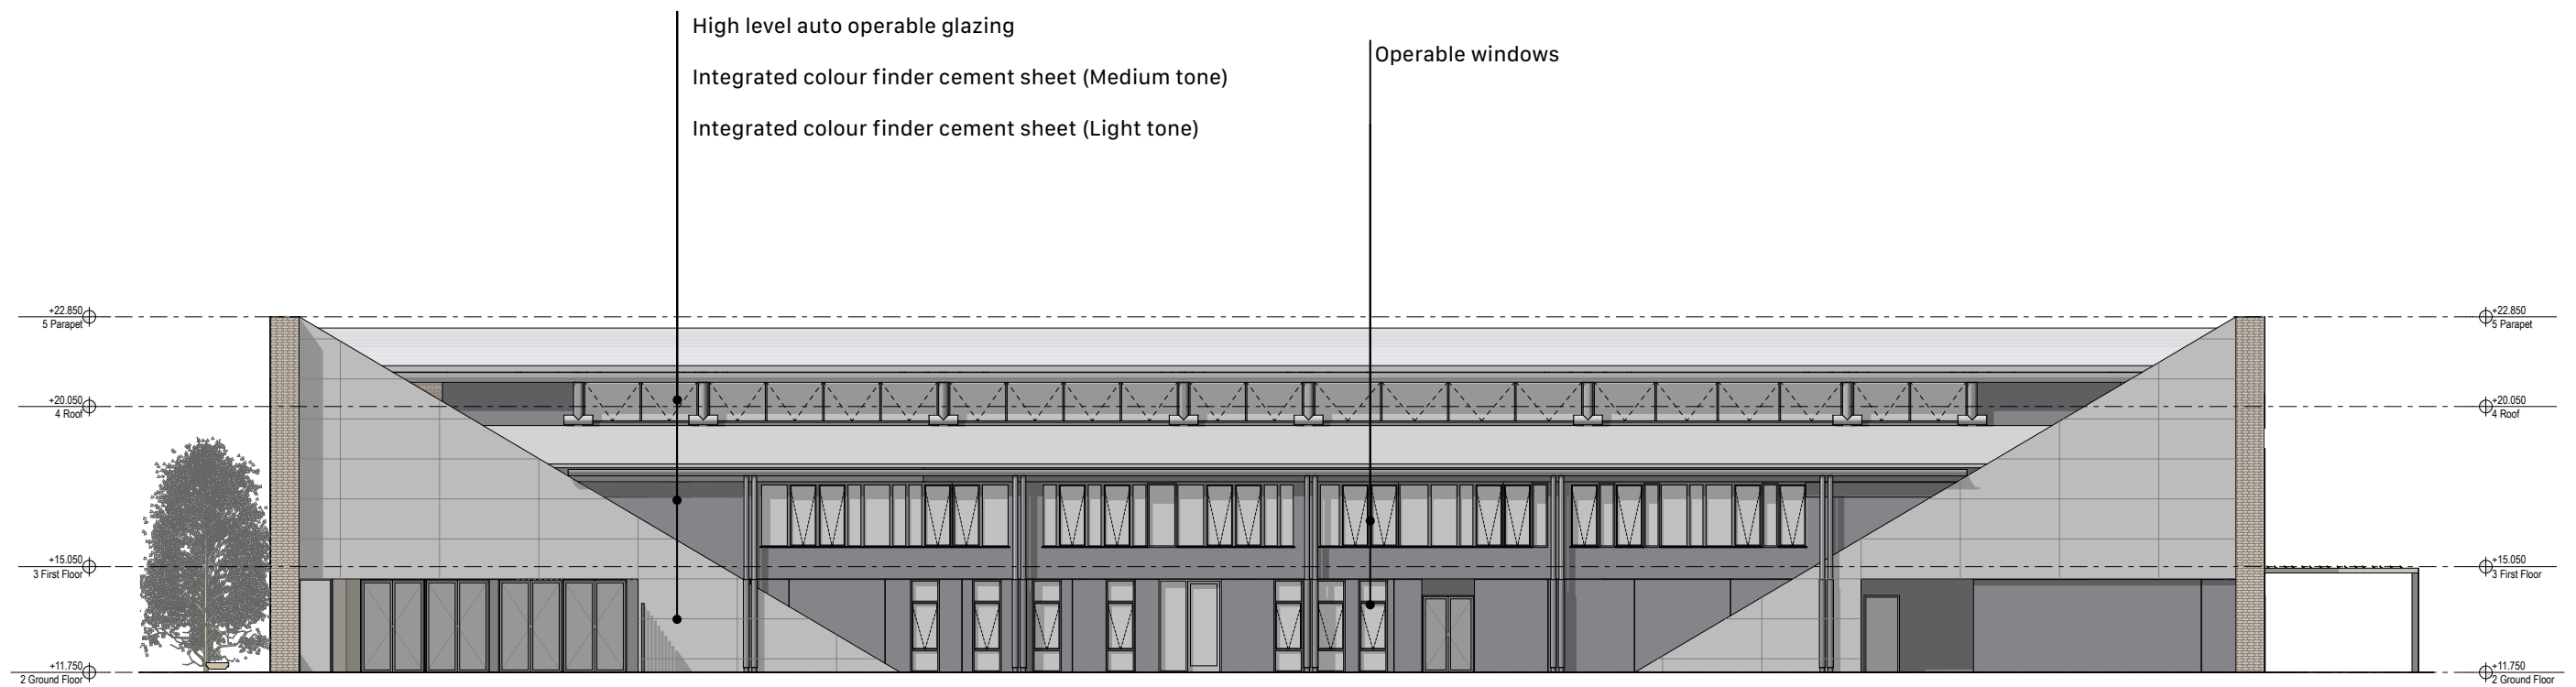 High level auto operable glazing
Operable windows
Integrated colour finder cement sheet (Medium tone)
Integrated colour finder cement sheet (Light tone)
+22.850
5 Parapet
+22.850
5 Parapet
+20.050
4 Roof
+20.050
4 Roof
+15.050
3 First Floor
+15.050
3 First Floor
+11.750
2 Ground Floor
+11.750
2 Ground Floor